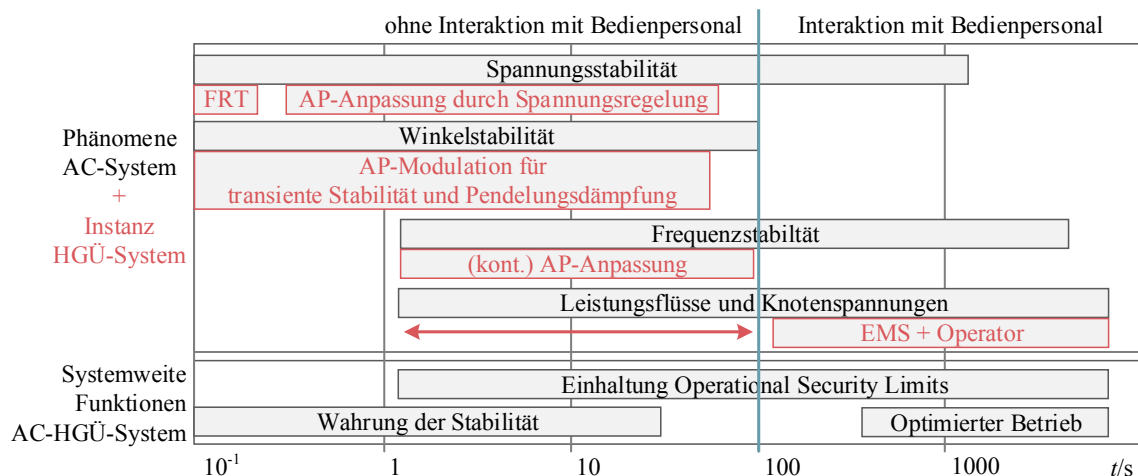 ohne Interaktion mit Bedienpersonal
Interaktion mit Bedienpersonal
Spannungsstabilität
FRT
AP-Anpassung durch Spannungsregelung
Winkelstabilität
AP-Modulation für
transiente Stabilität und Pendelungsdämpfung
Phänomene
AC-System
+
Instanz
HGÜ-System
Frequenzstabiltät
(kont.) AP-Anpassung
Leistungsflüsse und Knotenspannungen
EMS + Operator
Systemweite
Funktionen
AC-HGÜ-System
Einhaltung Operational Security Limits
Wahrung der Stabilität
Optimierter Betrieb
10⁻¹ 1 10 100 1000 t/s